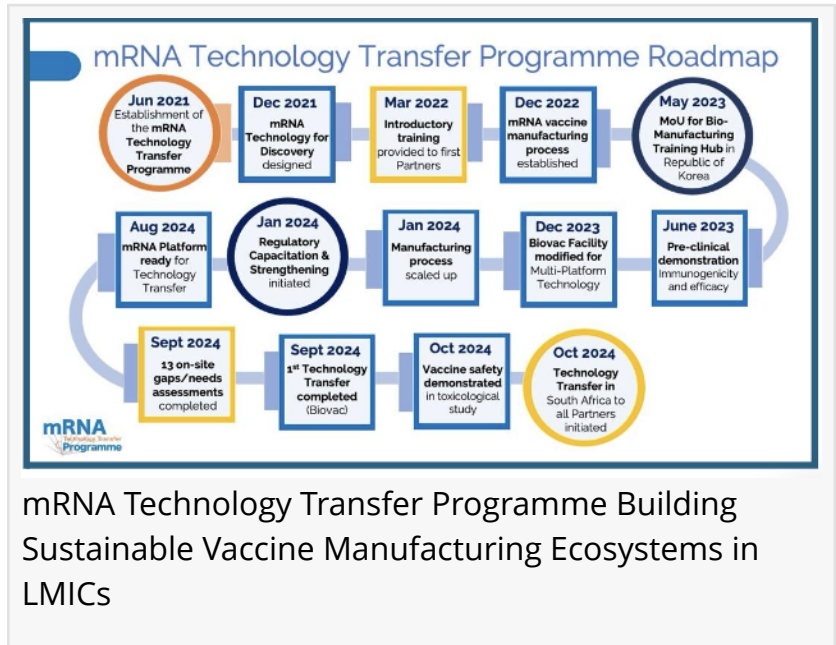 mRNA Technology Transfer Programme Roadmap
Jun 2021
Establishment of
the mRNA
Technology
Transfer
Programme
Dec 2021
mRNA
Technology for
Discovery
designed
Mar 2022
Introductory
training
provided to first
Partners
Dec 2022
mRNA vaccine
manufacturing
process
established
May 2023
MoU for Bio-
Manufacturing
Training Hub in
Republic of
Korea
June 2023
Pre-clinical
demonstration
Immunogenicity
and efficacy
Dec 2023
Biovac Facility
modified for
Multi-Platform
Technology
Jan 2024
Manufacturing
process
scaled up
Jan 2024
Regulatory
Capacitation &
Strengthening
initiated
Aug 2024
mRNA Platform
ready for
Technology
Transfer
Sept 2024
13 on-site
gaps/needs
assessments
completed
Sept 2024
1st Technology
Transfer
completed
(Biovac)
Oct 2024
Vaccine safety
demonstrated
in toxicological
study
Oct 2024
Technology
Transfer in
South Africa to
all Partners
initiated
mRNA
Technology Transfer
Programme
mRNA Technology Transfer Programme Building
Sustainable Vaccine Manufacturing Ecosystems in
LMICs